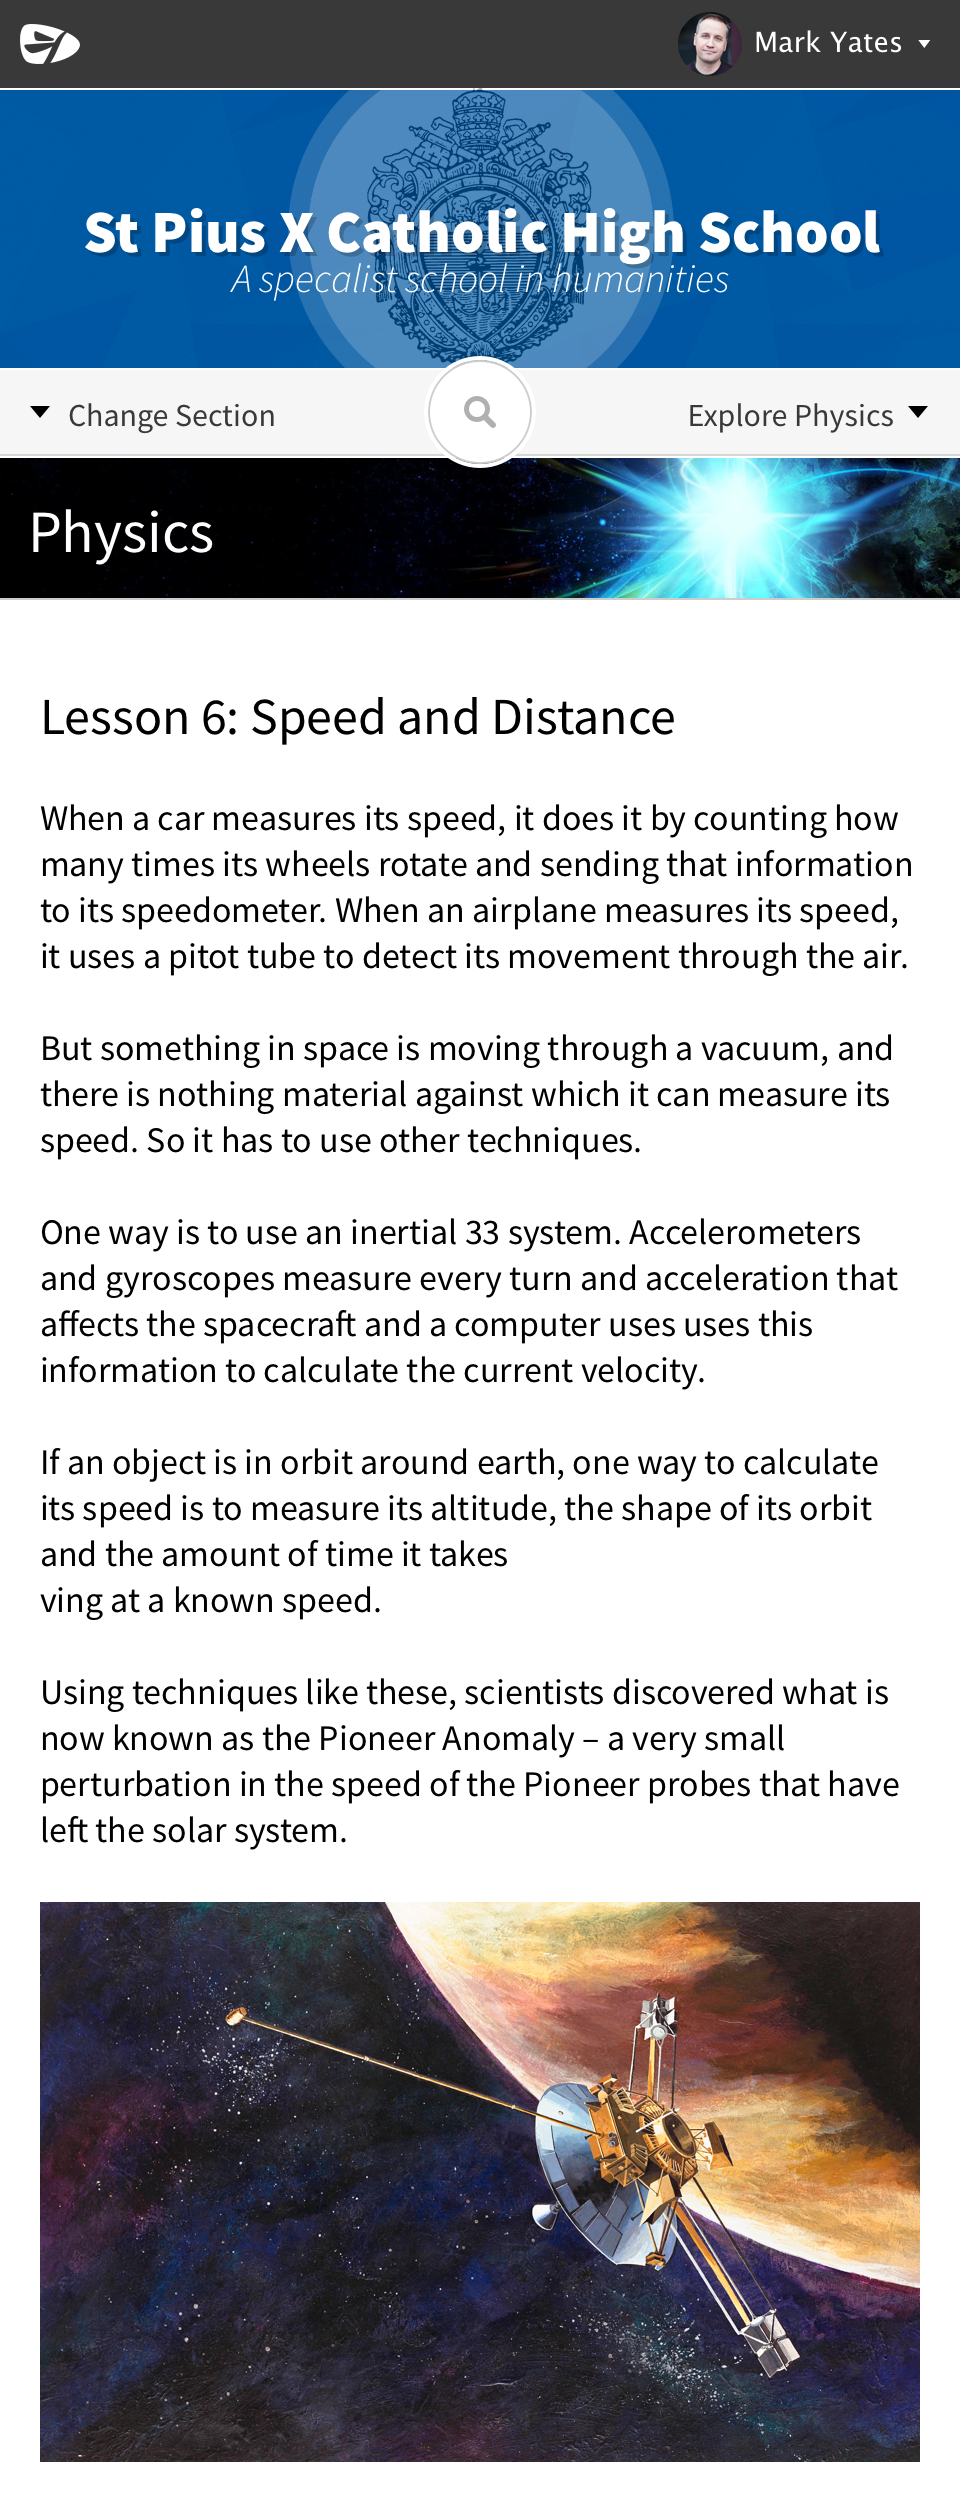 Mark Yates
St Pius X Catholic High School
A specalist school in humanities
Change Section
Explore Physics
Physics
Lesson 6: Speed and Distance
When a car measures its speed, it does it by counting how
many times its wheels rotate and sending that information
to its speedometer. When an airplane measures its speed,
it uses a pitot tube to detect its movement through the air.
But something in space is moving through a vacuum, and
there is nothing material against which it can measure its
speed. So it has to use other techniques.
One way is to use an inertial 33 system. Accelerometers
and gyroscopes measure every turn and acceleration that
affects the spacecraft and a computer uses uses this
information to calculate the current velocity.
If an object is in orbit around earth, one way to calculate
its speed is to measure its altitude, the shape of its orbit
and the amount of time it takes
ving at a known speed.
Using techniques like these, scientists discovered what is
now known as the Pioneer Anomaly – a very small
perturbation in the speed of the Pioneer probes that have
left the solar system.